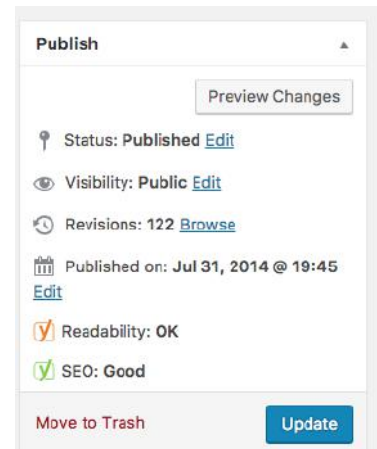 Publish
Preview Changes
Status: Published Edit
Visibility: Public Edit
Revisions: 122 Browse
Published on: Jul 31, 2014 @ 19:45
Edit
Readability: OK
SEO: Good
Move to Trash
Update